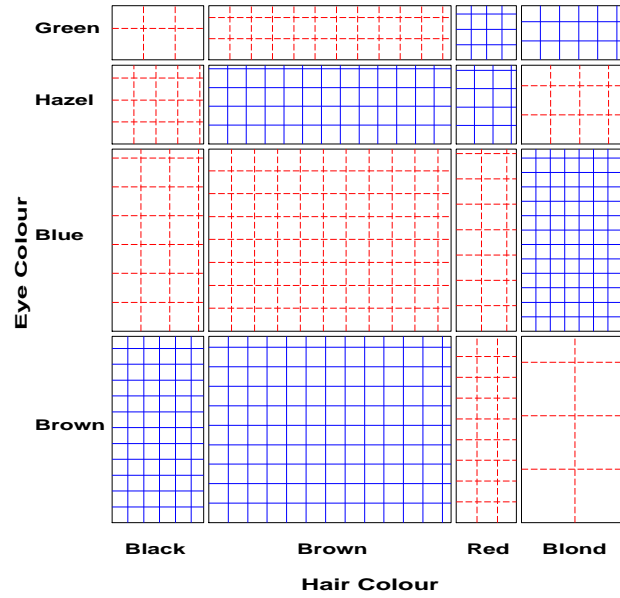 Green
Hazel
Blue
Brown
Eye Colour
Black Brown Red Blond
Hair Colour